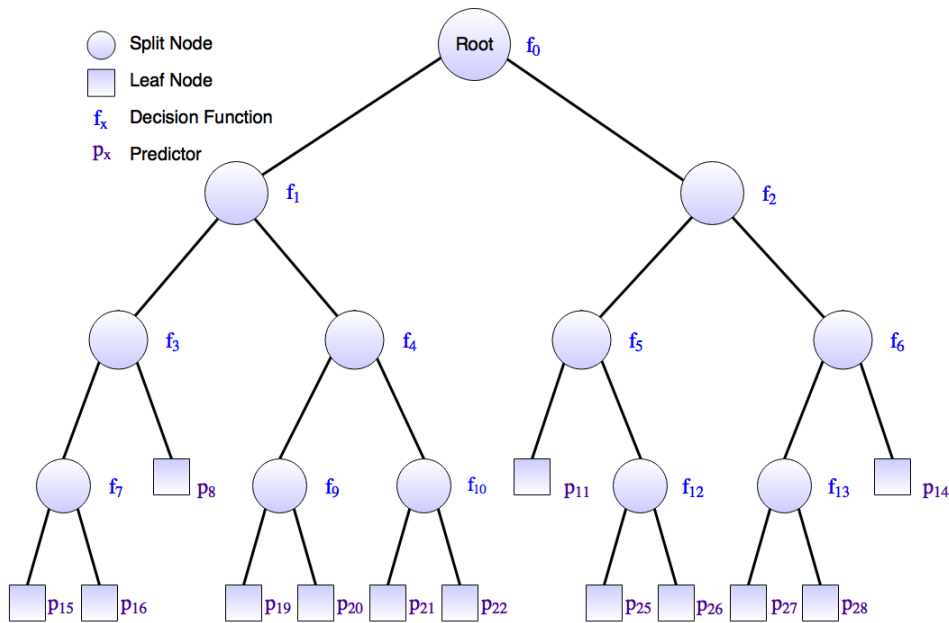 Root f₀
Split Node
Leaf Node
fₓ Decision Function
pₓ Predictor
f₁ f₂
f₃ f₄ f₅ f₆
f₇ p₈ f₉ f₁₀ p₁₁ f₁₂ f₁₃ p₁₄
p₁₅ p₁₆ p₁₉ p₂₀ p₂₁ p₂₂ p₂₅ p₂₆ p₂₇ p₂₈